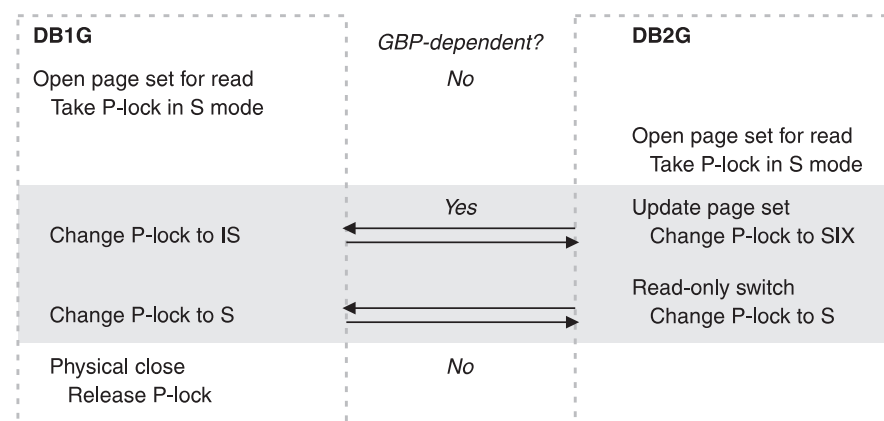 DB1G
GBP-dependent?
DB2G
Open page set for read
Take P-lock in S mode
No
Open page set for read
Take P-lock in S mode
Yes
Update page set
Change P-lock to IS
Change P-lock to SIX
Read-only switch
Change P-lock to S
Change P-lock to S
Physical close
Release P-lock
No